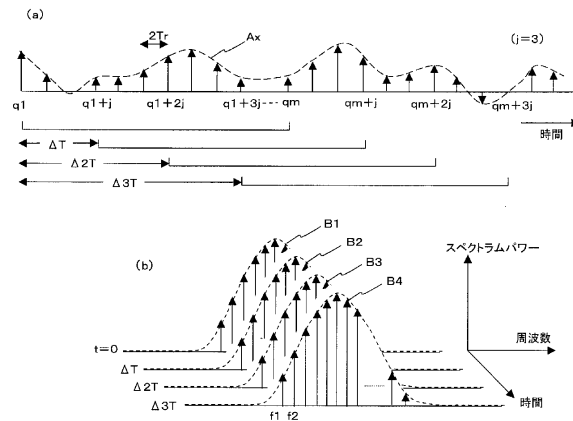 (a)
2Tr
Ax
(j=3)
q1
q1+j
q1+2j
q1+3j---
qm
qm+j
qm+2j
qm+3j
時間
ΔT
Δ2T
Δ3T
(b)
B1
B2
B3
B4
スペクトラムパワー
周波数
時間
t=0
ΔT
Δ2T
Δ3T
f1 f2